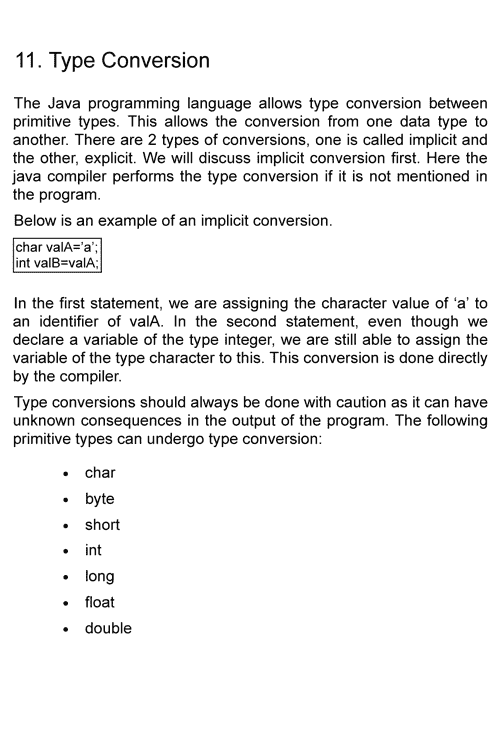 11. Type Conversion
The Java programming language allows type conversion between
primitive types. This allows the conversion from one data type to
another. There are 2 types of conversions, one is called implicit and
the other, explicit. We will discuss implicit conversion first. Here the
java compiler performs the type conversion if it is not mentioned in
the program.
Below is an example of an implicit conversion.
char valA='a';
int valB=valA;
In the first statement, we are assigning the character value of ‘a’ to
an identifier of valA. In the second statement, even though we
declare a variable of the type integer, we are still able to assign the
variable of the type character to this. This conversion is done directly
by the compiler.
Type conversions should always be done with caution as it can have
unknown consequences in the output of the program. The following
primitive types can undergo type conversion:
• char
• byte
• short
• int
• long
• float
• double